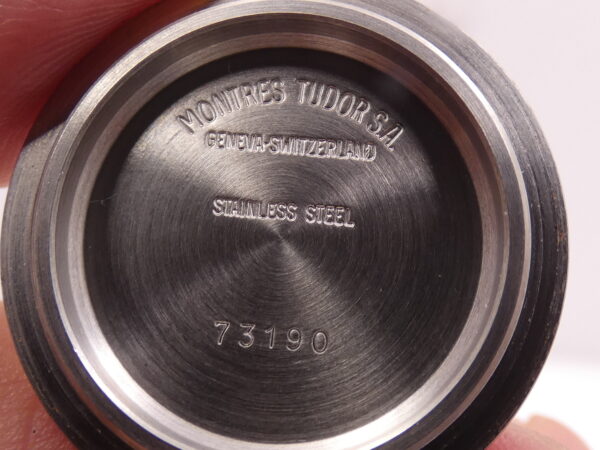 MONTRES TUDOR S.A.
GENEVA-SWITZERLAND
STAINLESS STEEL
73190